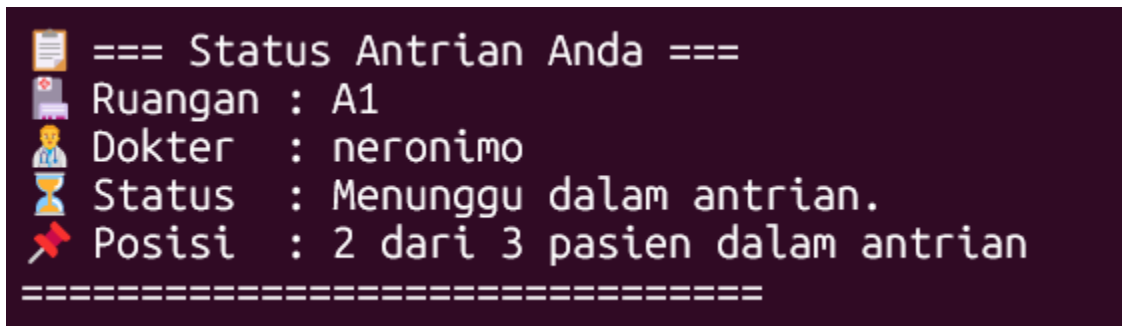 📋 === Status Antrian Anda ===
🏥 Ruangan : A1
👨‍⚕️ Dokter  : neronimo
⏳ Status  : Menunggu dalam antrian.
📌 Posisi  : 2 dari 3 pasien dalam antrian
===============================